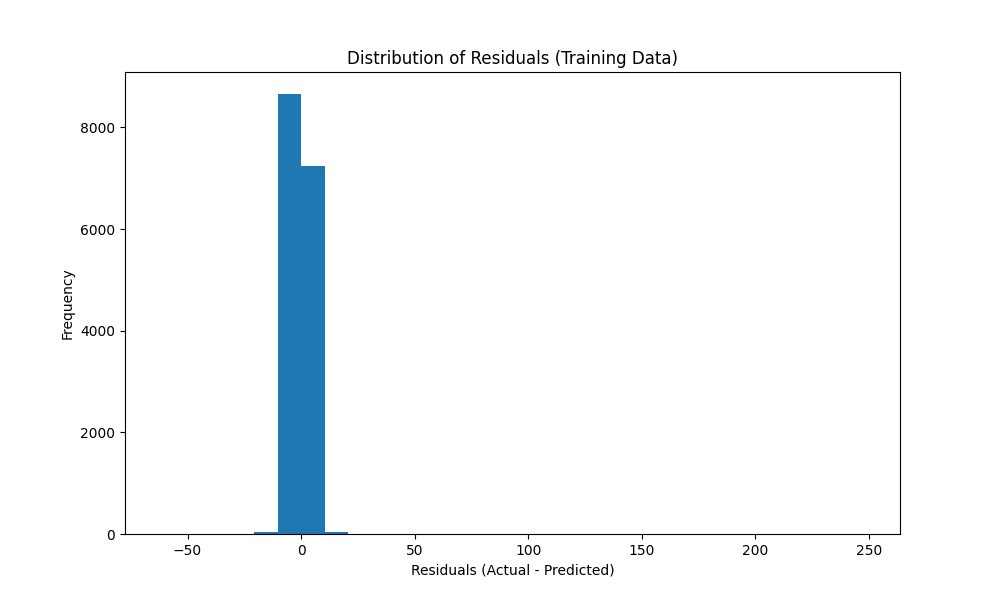 Distribution of Residuals (Training Data)
Frequency
8000
6000
4000
2000
0
−50 0 50 100 150 200 250
Residuals (Actual - Predicted)